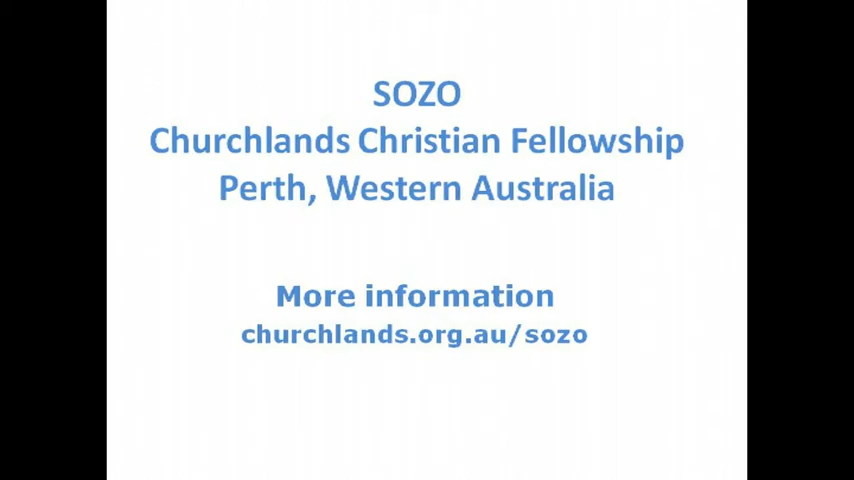 SOZO
Churchlands Christian Fellowship
Perth, Western Australia
More information
churchlands.org.au/sozo